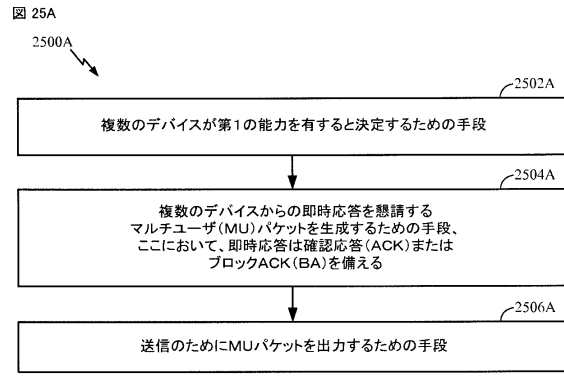 図 25A
2500A
2502A
複数のデバイスが第1の能力を有すると決定するための手段
2504A
複数のデバイスからの即時応答を懇請する
マルチユーザ(MU)パケットを生成するための手段、
ここにおいて、即時応答は確認応答(ACK)または
ブロックACK(BA)を備える
2506A
送信のためにMUパケットを出力するための手段